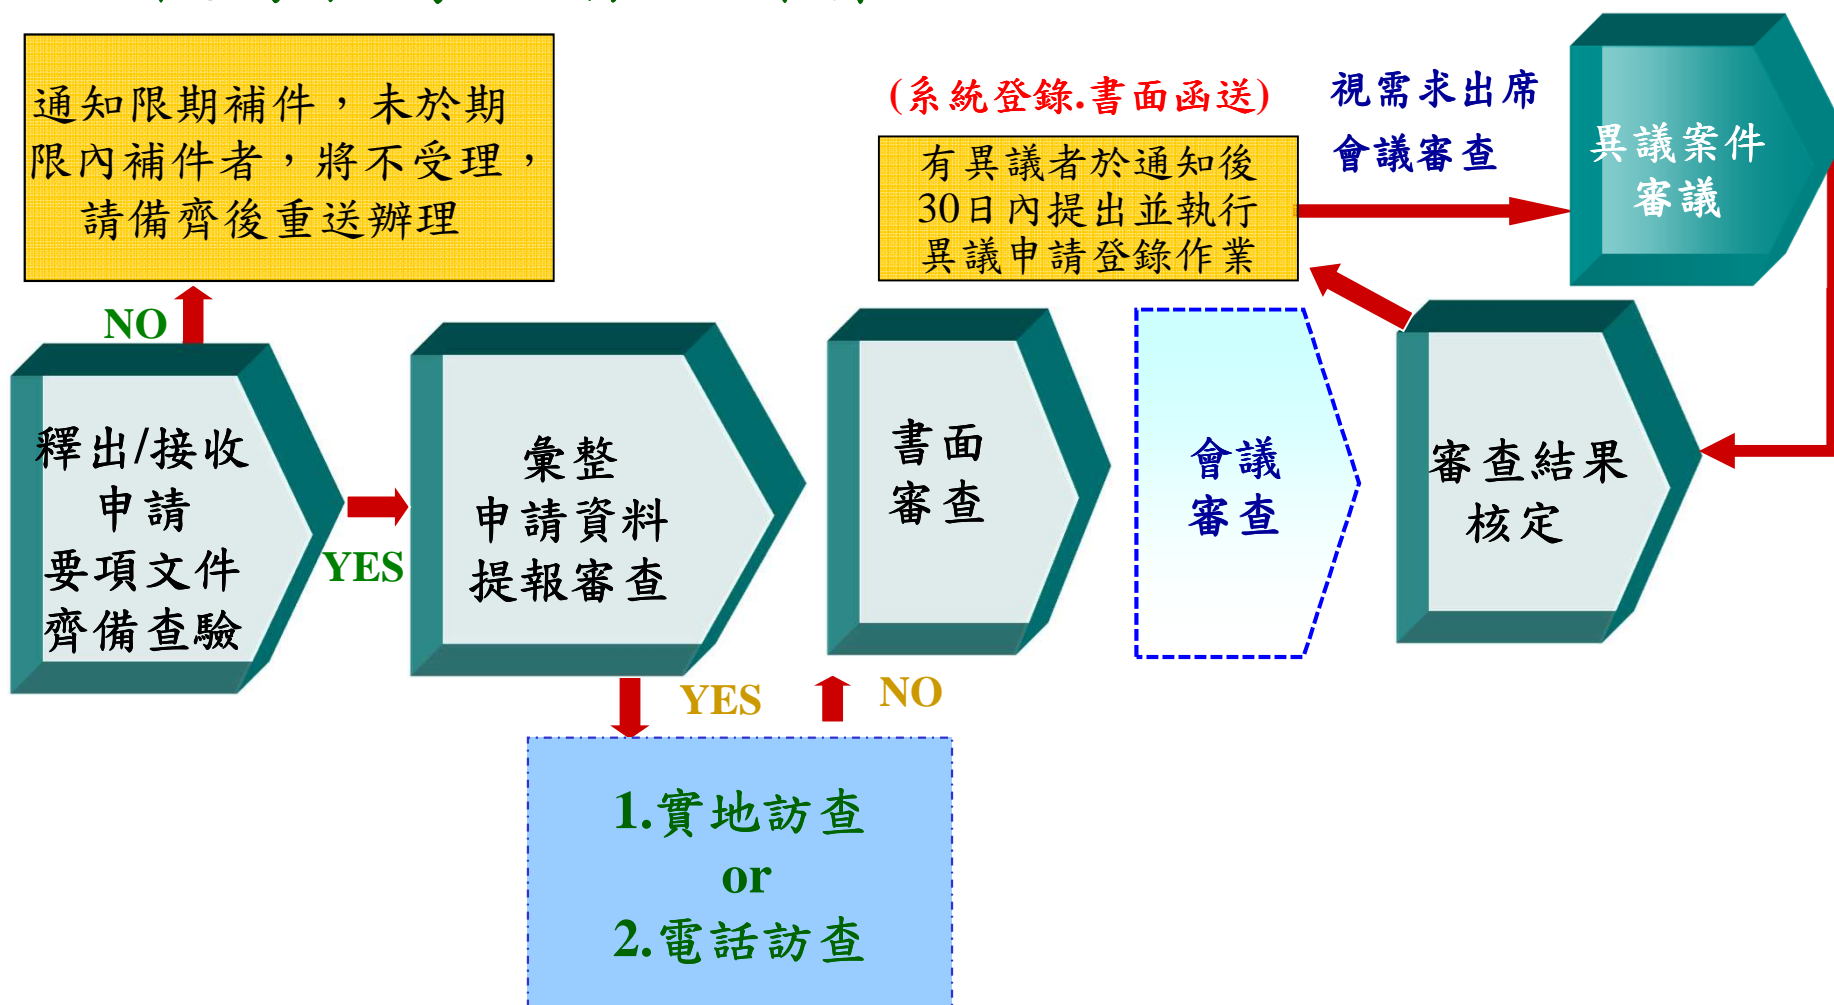 通知限期補件，未於期
限內補件者，將不受理，
請備齊後重送辦理
(系統登錄.書面函送)
有異議者於通知後
30日內提出並執行
異議申請登錄作業
視需求出席
會議審查
異議案件
審議
NO
釋出/接收
申請
要項文件
齊備查驗
YES
彙整
申請資料
提報審查
書面
審查
會議
審查
審查結果
核定
YES
NO
1.實地訪查
or
2.電話訪查